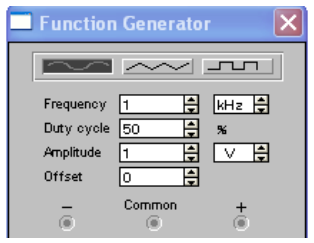 Function Generator
Frequency 1 kHz
Duty cycle 50 %
Amplitude 1 V
Offset 0
− Common +